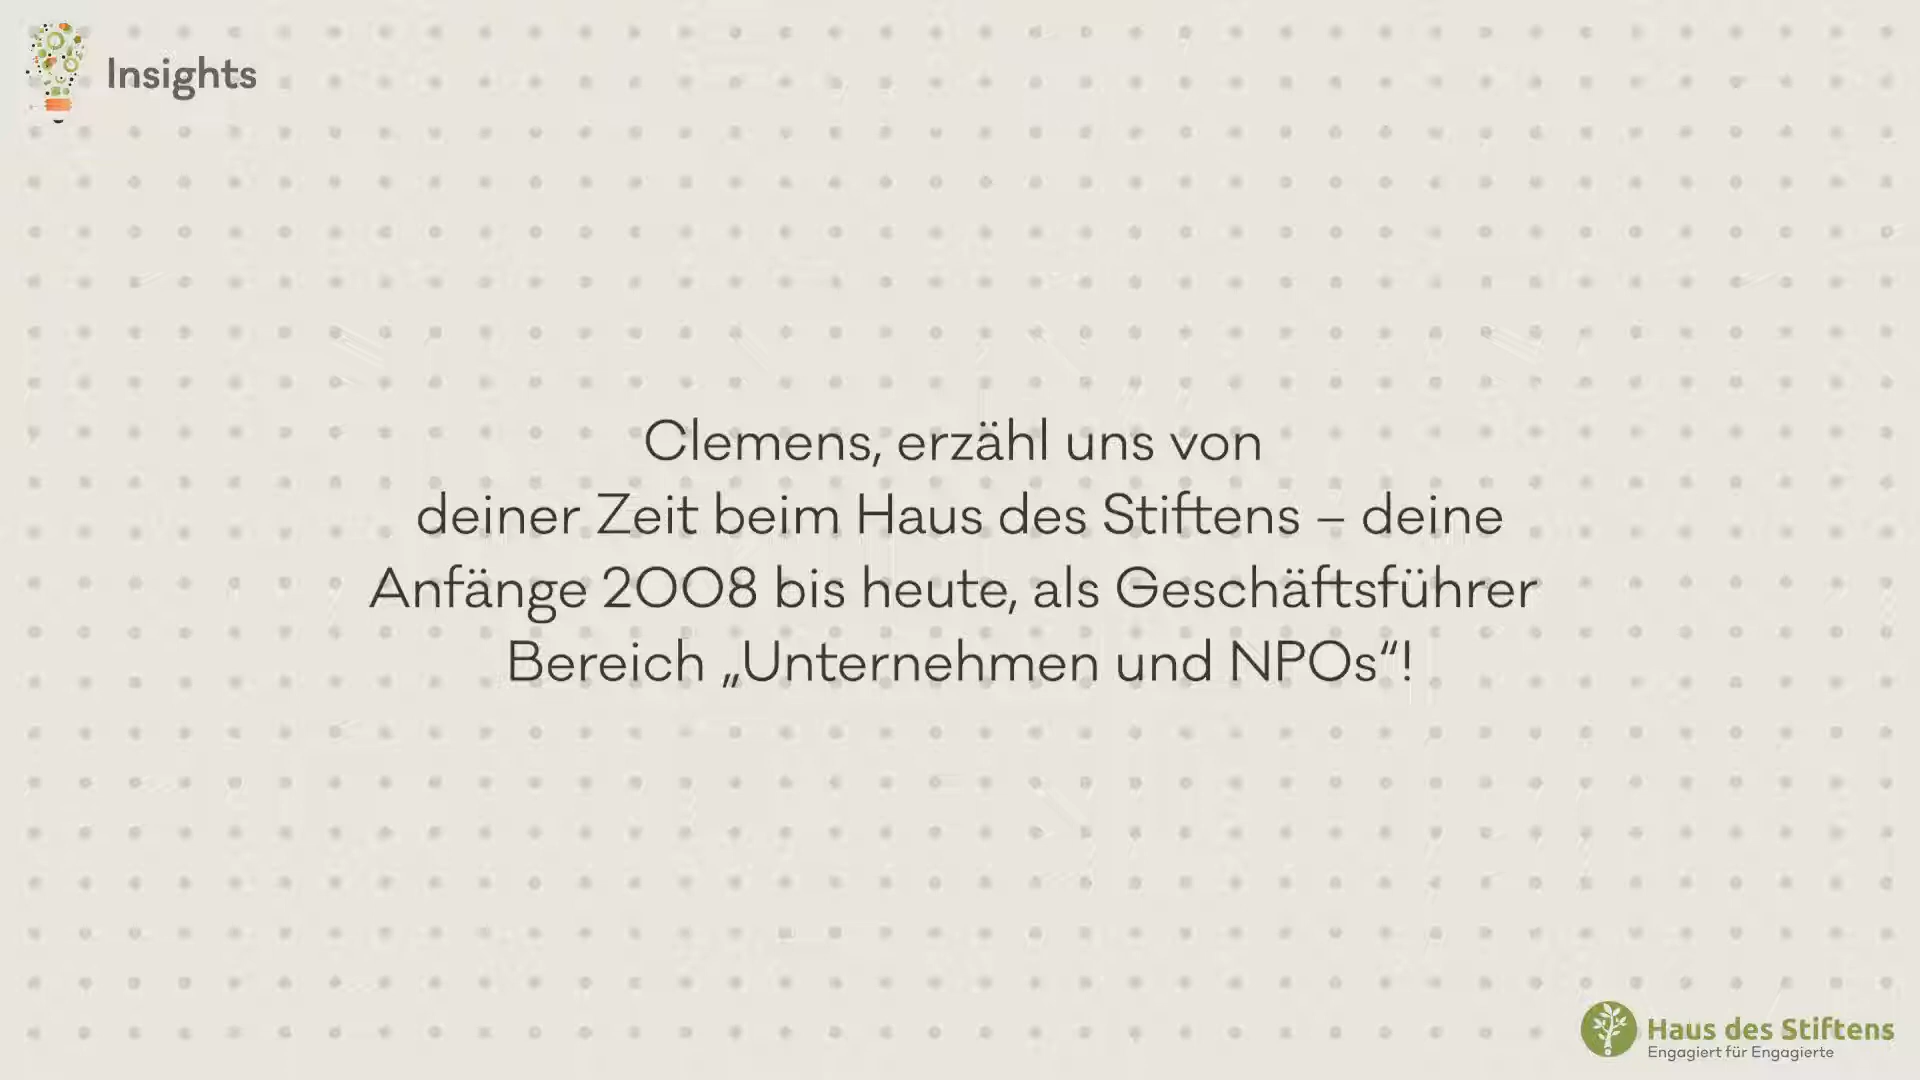 Insights
Clemens, erzähl uns von
deiner Zeit beim Haus des Stiftens – deine
Anfänge 2008 bis heute, als Geschäftsführer
Bereich „Unternehmen und NPOs“!
Haus des Stiftens
Engagiert für Engagierte